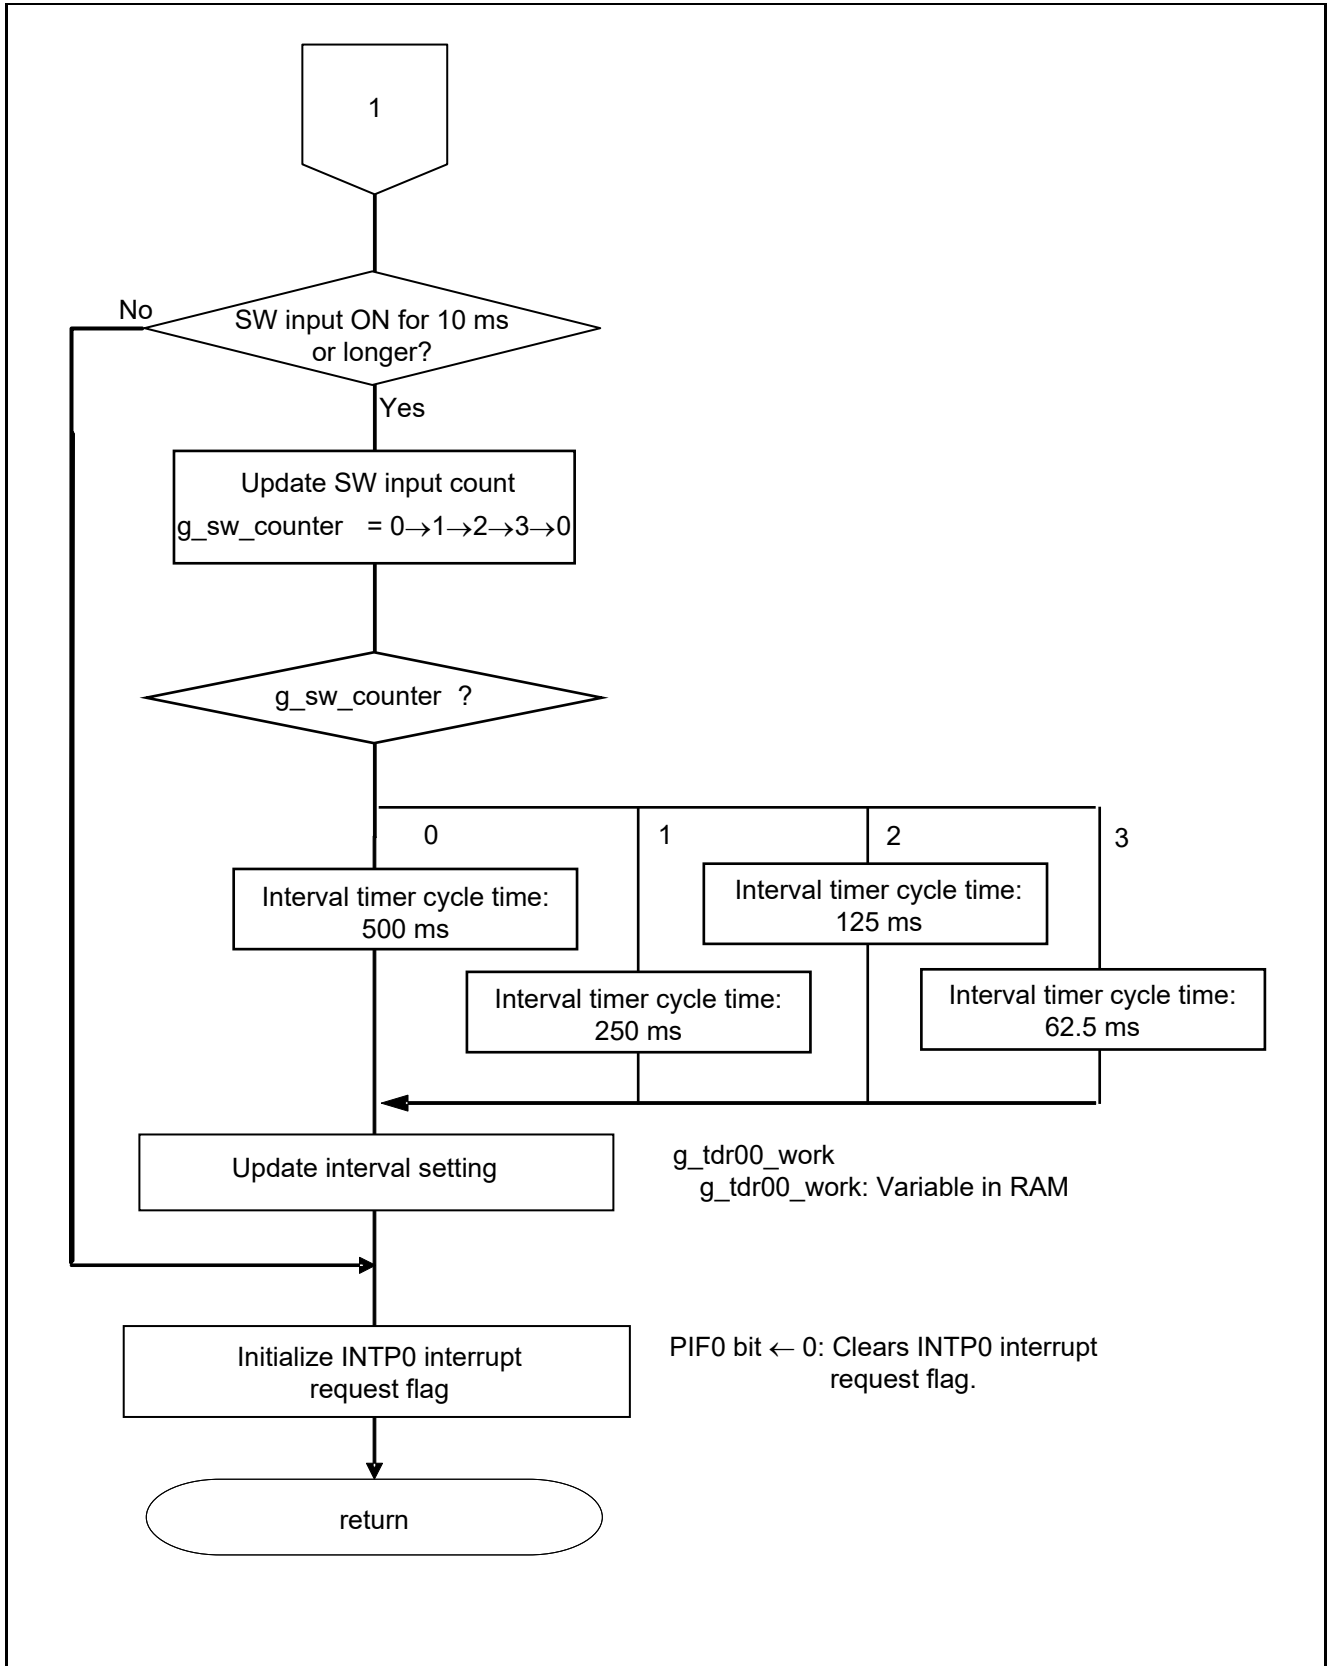 1
No
SW input ON for 10 ms
or longer?
Yes
Update SW input count
g_sw_counter = 0→1→2→3→0
g_sw_counter ?
0
1
2
3
Interval timer cycle time:
500 ms
Interval timer cycle time:
125 ms
Interval timer cycle time:
250 ms
Interval timer cycle time:
62.5 ms
Update interval setting
g_tdr00_work
g_tdr00_work: Variable in RAM
Initialize INTP0 interrupt
request flag
PIF0 bit ← 0: Clears INTP0 interrupt
request flag.
return